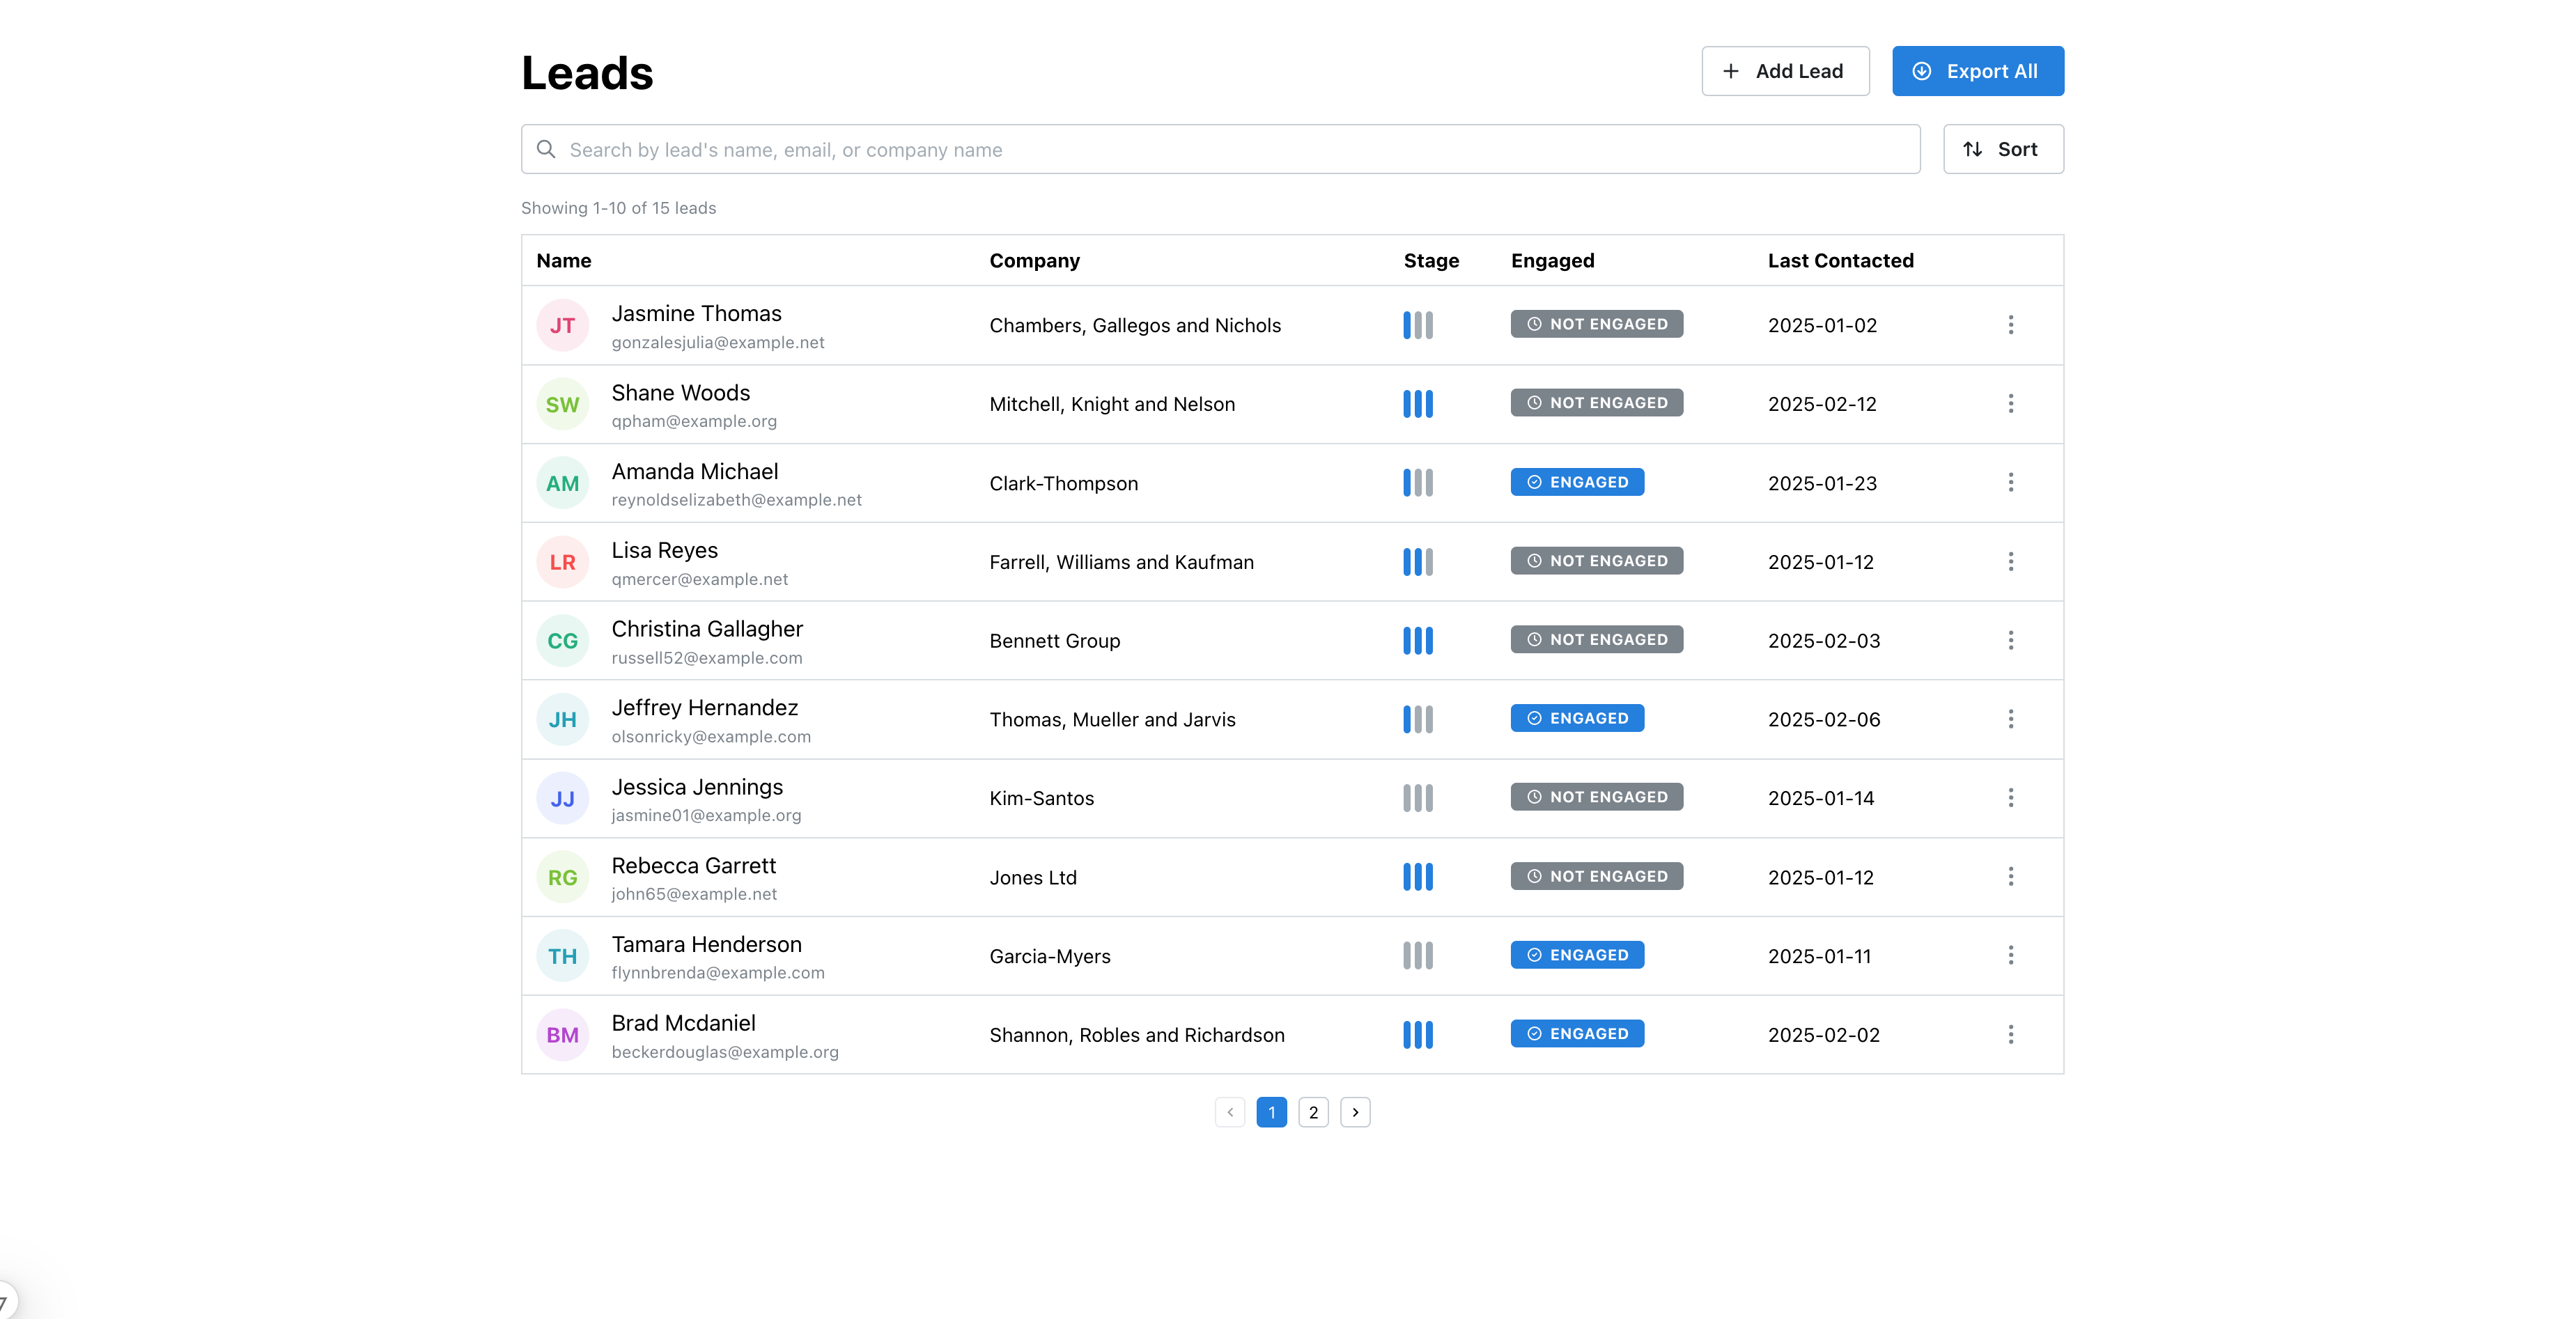 Leads
Add Lead
Export All
Search by lead's name, email, or company name
Sort
Showing 1-10 of 15 leads
Name Company Stage Engaged Last Contacted
JT Jasmine Thomas Chambers, Gallegos and Nichols NOT ENGAGED 2025-01-02
gonzalesjulia@example.net
SW Shane Woods Mitchell, Knight and Nelson NOT ENGAGED 2025-02-12
qpham@example.org
AM Amanda Michael Clark-Thompson ENGAGED 2025-01-23
reynoldselizabeth@example.net
LR Lisa Reyes Farrell, Williams and Kaufman NOT ENGAGED 2025-01-12
qmercer@example.net
CG Christina Gallagher Bennett Group NOT ENGAGED 2025-02-03
russell52@example.com
JH Jeffrey Hernandez Thomas, Mueller and Jarvis ENGAGED 2025-02-06
olsonricky@example.com
JJ Jessica Jennings Kim-Santos NOT ENGAGED 2025-01-14
jasmine01@example.org
RG Rebecca Garrett Jones Ltd NOT ENGAGED 2025-01-12
john65@example.net
TH Tamara Henderson Garcia-Myers ENGAGED 2025-01-11
flynnbrenda@example.com
BM Brad Mcdaniel Shannon, Robles and Richardson ENGAGED 2025-02-02
beckerdouglas@example.org
1 2